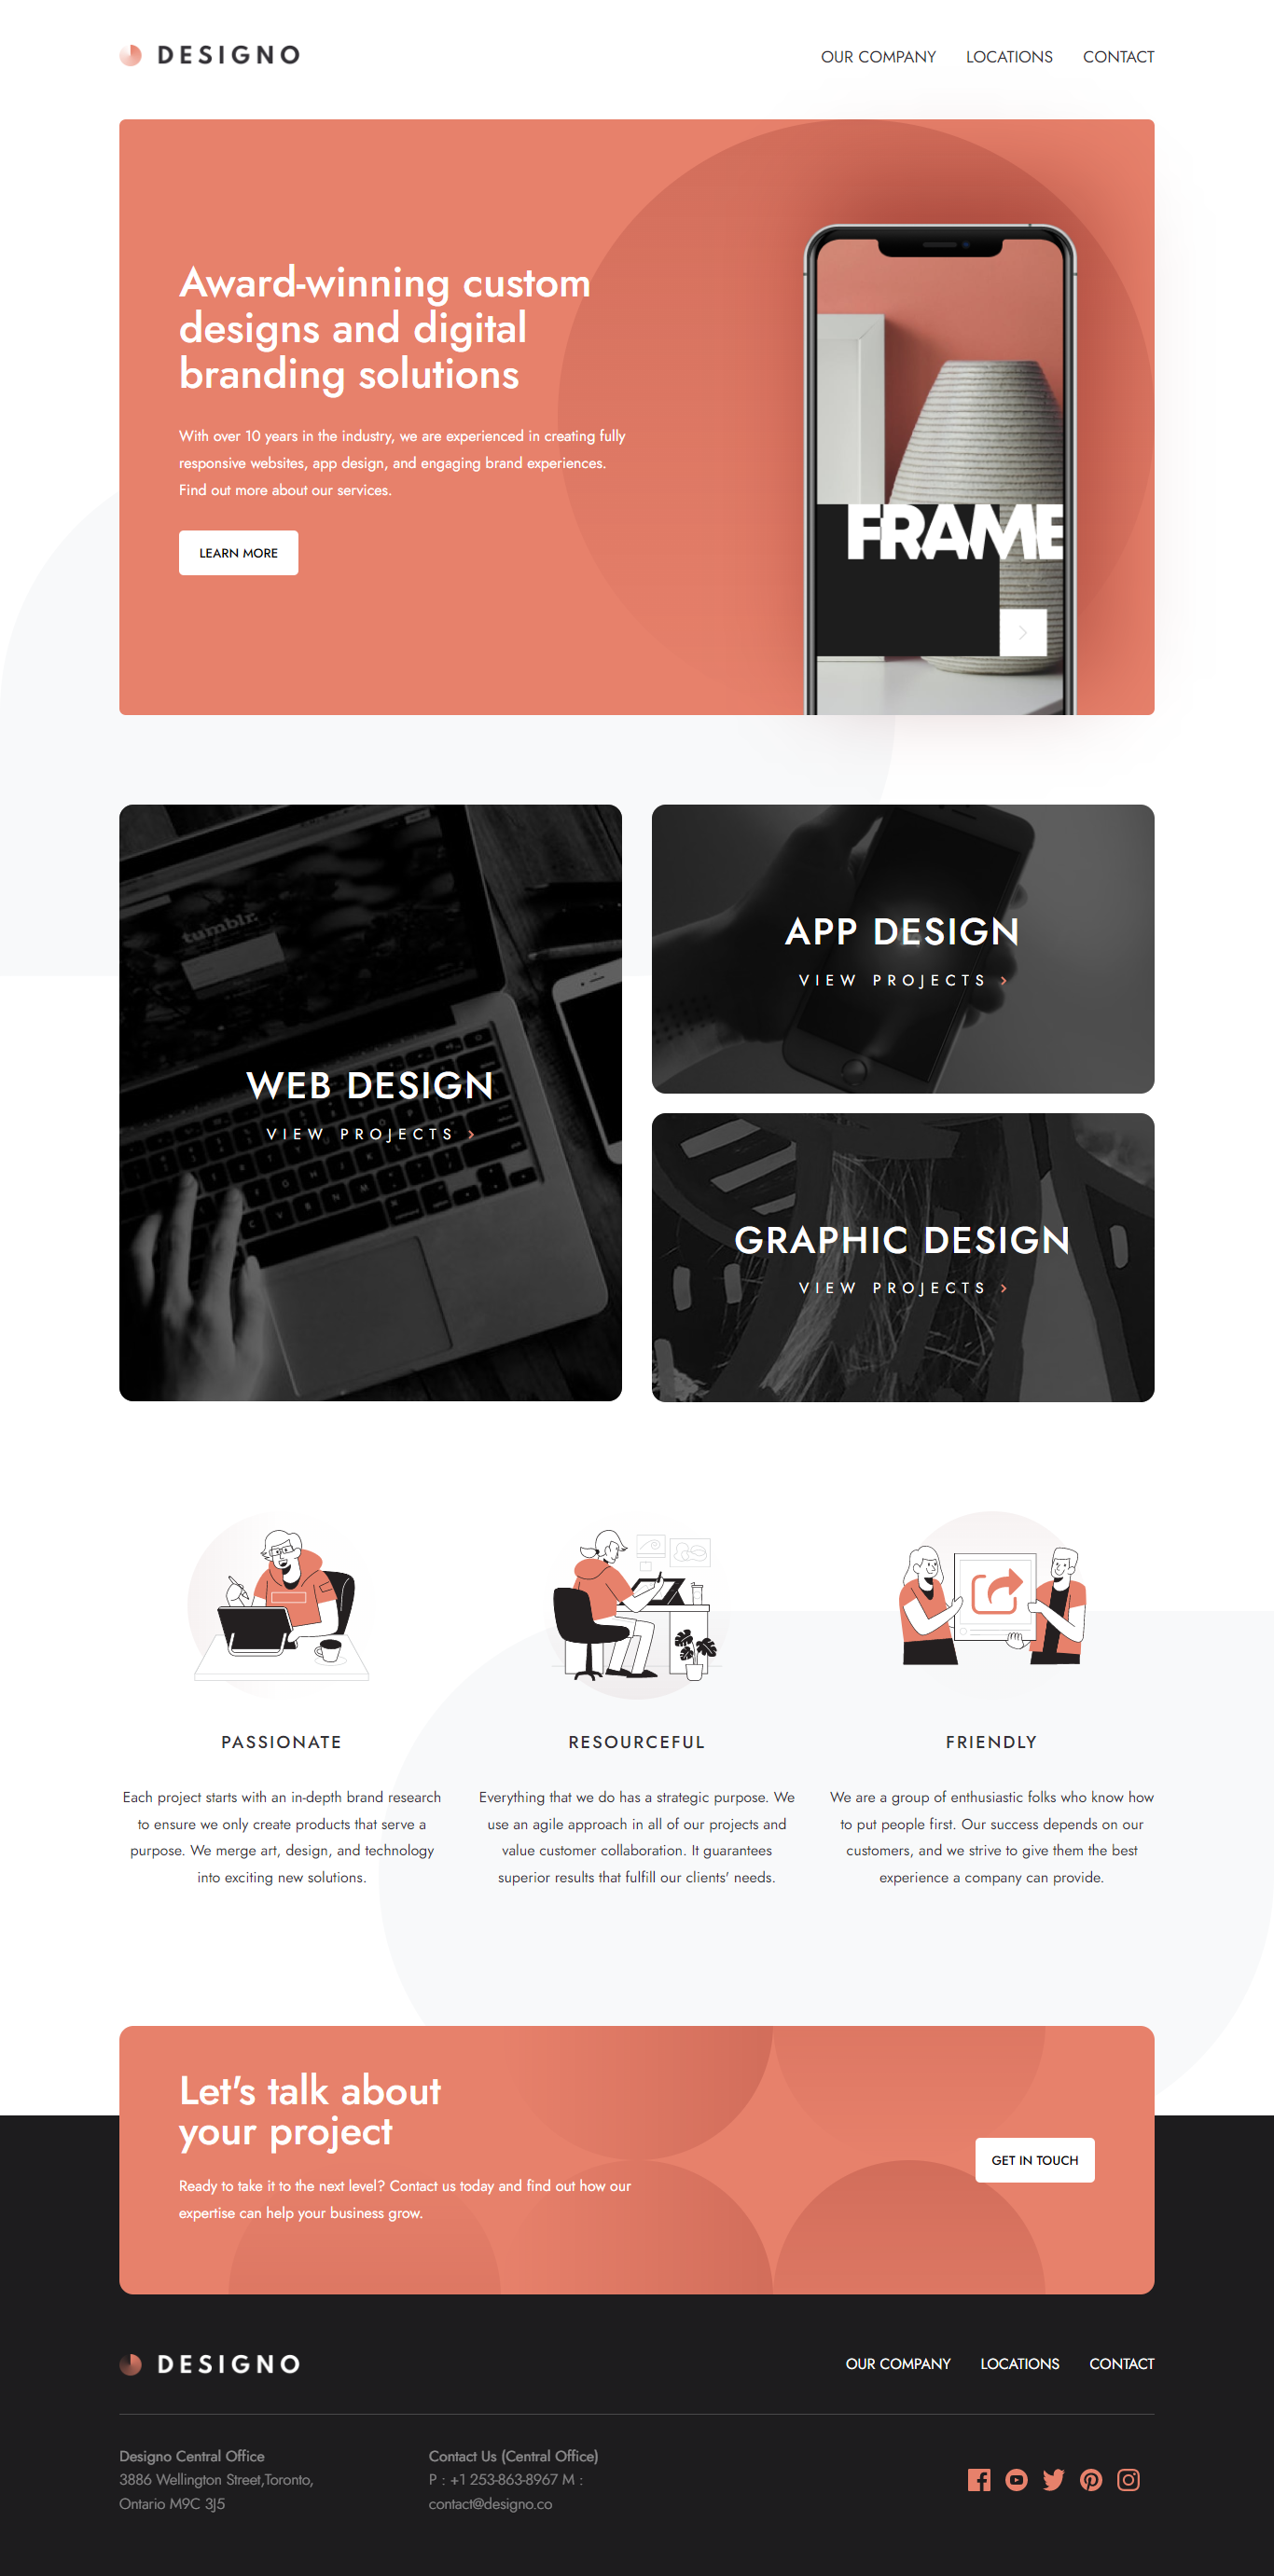 DESIGNO
OUR COMPANY LOCATIONS CONTACT
Award-winning custom
designs and digital
branding solutions
With over 10 years in the industry, we are experienced in creating fully
responsive websites, app design, and engaging brand experiences.
Find out more about our services.
LEARN MORE
FRAME
tumblr.
WEB DESIGN
VIEW PROJECTS
APP DESIGN
VIEW PROJECTS
GRAPHIC DESIGN
VIEW PROJECTS
PASSIONATE
Each project starts with an in-depth brand research
to ensure we only create products that serve a
purpose. We merge art, design, and technology
into exciting new solutions.
RESOURCEFUL
Everything that we do has a strategic purpose. We
use an agile approach in all of our projects and
value customer collaboration. It guarantees
superior results that fulfill our clients' needs.
FRIENDLY
We are a group of enthusiastic folks who know how
to put people first. Our success depends on our
customers, and we strive to give them the best
experience a company can provide.
Let's talk about
your project
Ready to take it to the next level? Contact us today and find out how our
expertise can help your business grow.
GET IN TOUCH
DESIGNO
OUR COMPANY LOCATIONS CONTACT
Designo Central Office
3886 Wellington Street,Toronto,
Ontario M9C 3J5
Contact Us (Central Office)
P : +1 253-863-8967 M :
contact@designo.co